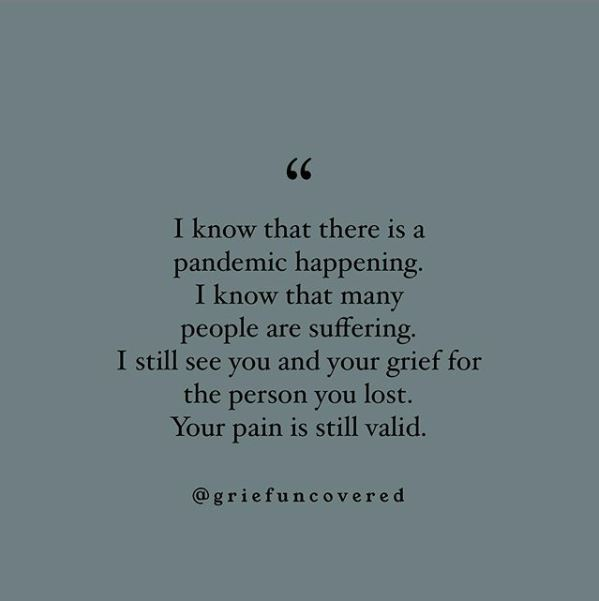 “
I know that there is a
pandemic happening.
I know that many
people are suffering.
I still see you and your grief for
the person you lost.
Your pain is still valid.
@griefuncovered